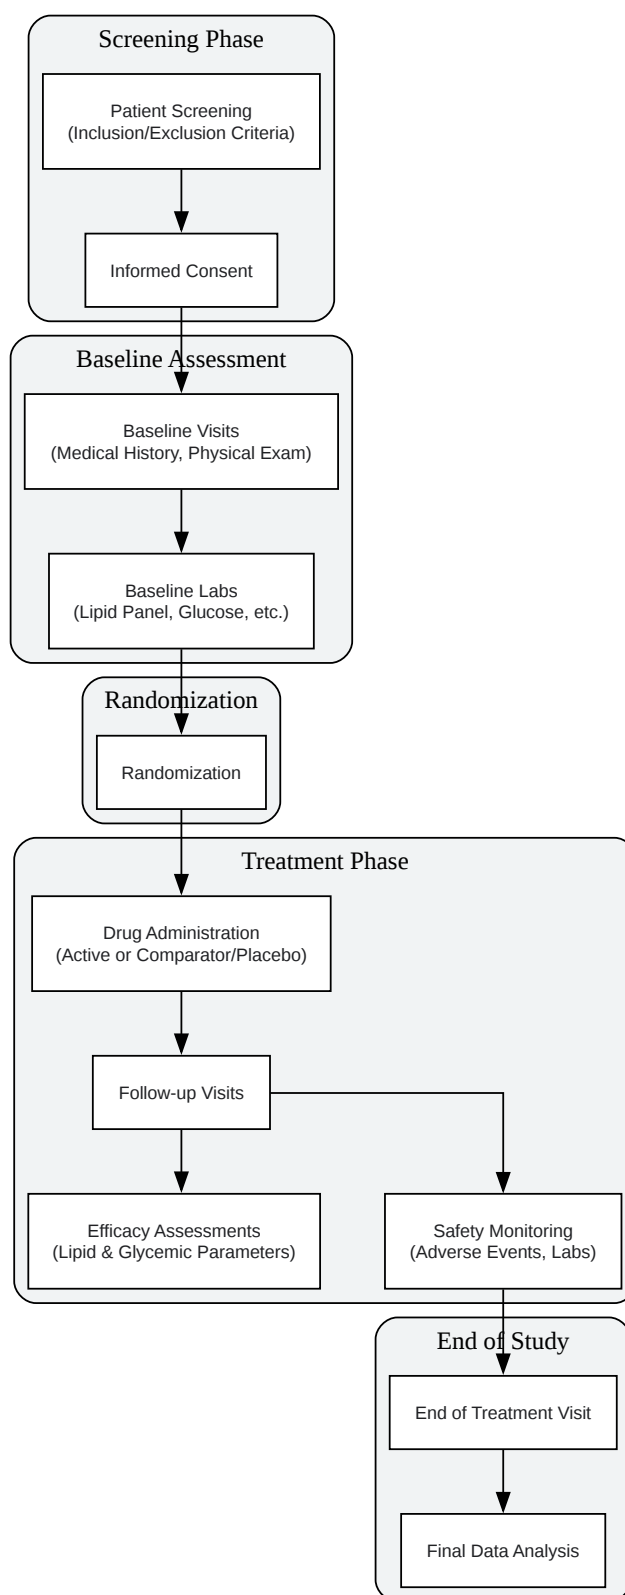 Screening Phase
Patient Screening
(Inclusion/Exclusion Criteria)
Informed Consent
Baseline Assessment
Baseline Visits
(Medical History, Physical Exam)
Baseline Labs
(Lipid Panel, Glucose, etc.)
Randomization
Randomization
Treatment Phase
Drug Administration
(Active or Comparator/Placebo)
Follow-up Visits
Efficacy Assessments
(Lipid & Glycemic Parameters)
Safety Monitoring
(Adverse Events, Labs)
End of Study
End of Treatment Visit
Final Data Analysis